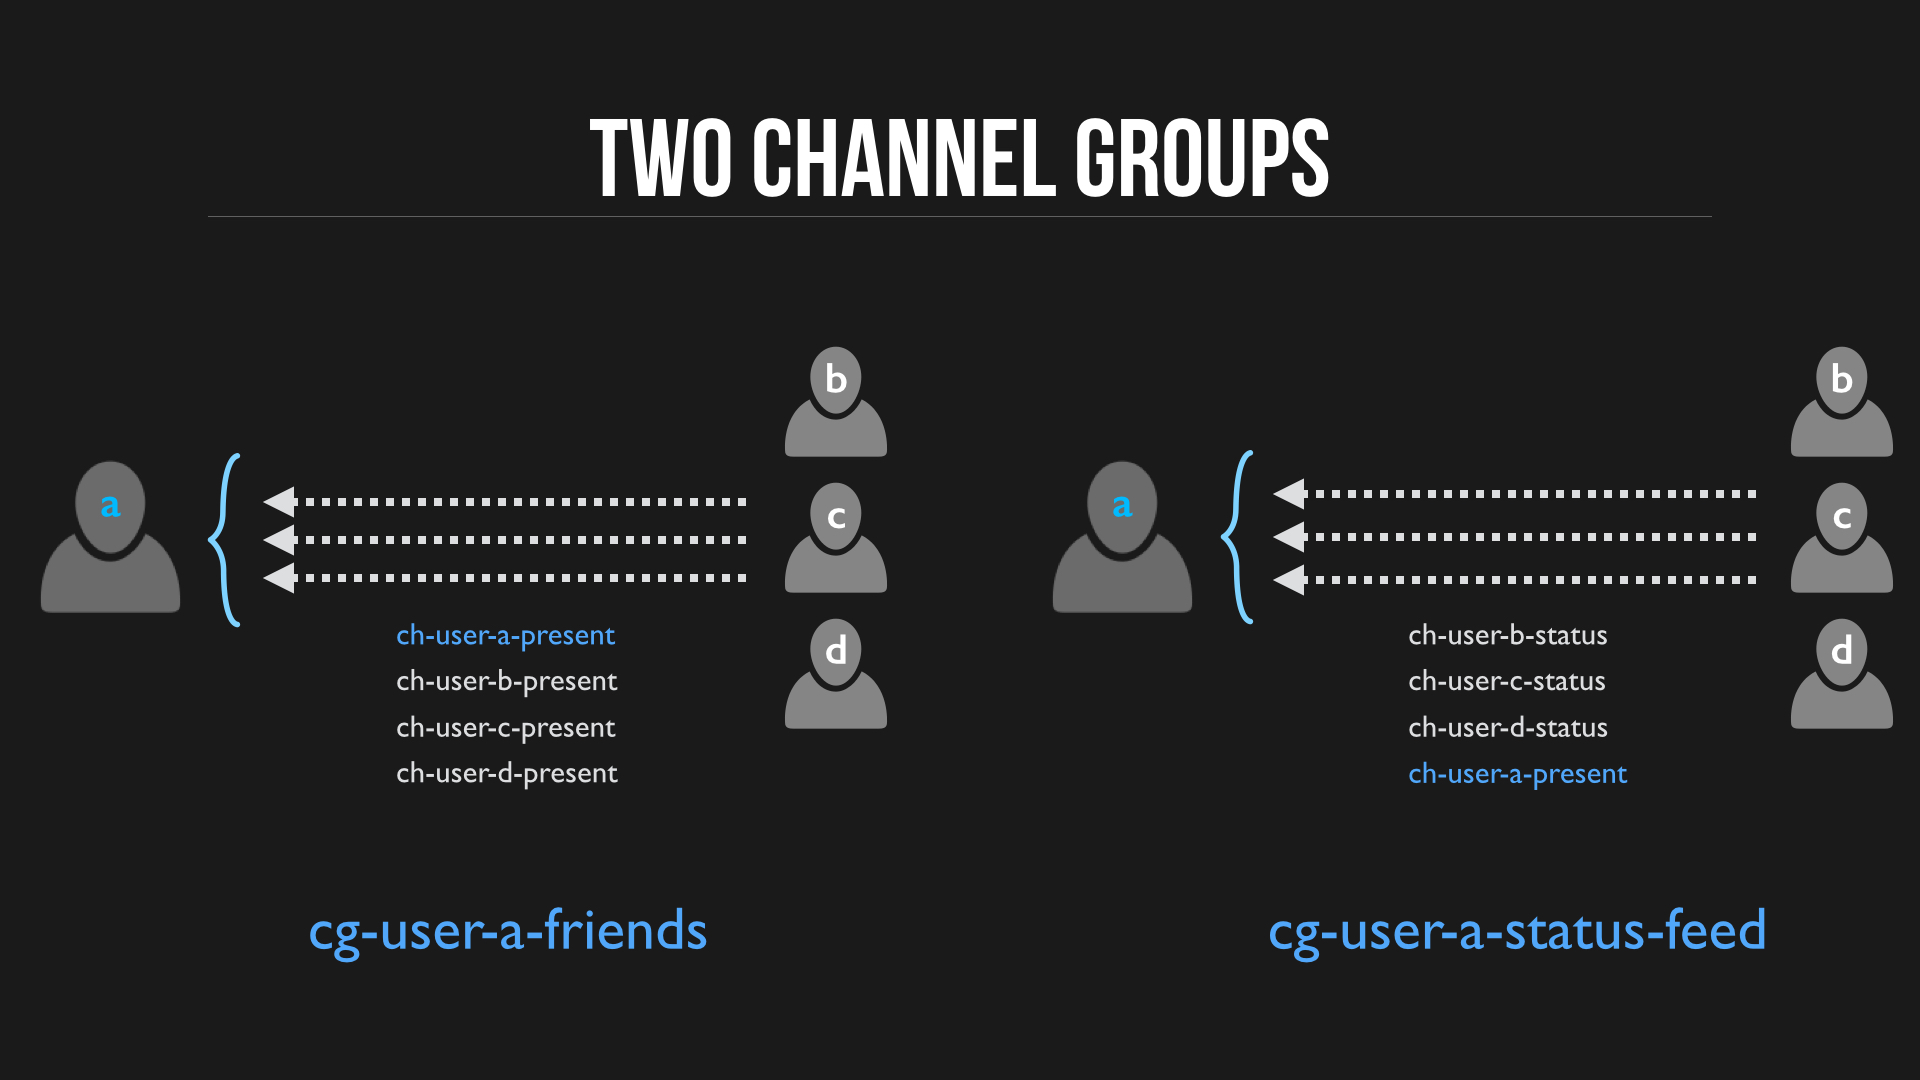 TWO CHANNEL GROUPS
b
c
d
a
ch-user-a-present
ch-user-b-present
ch-user-c-present
ch-user-d-present
cg-user-a-friends
b
c
d
a
ch-user-b-status
ch-user-c-status
ch-user-d-status
ch-user-a-present
cg-user-a-status-feed